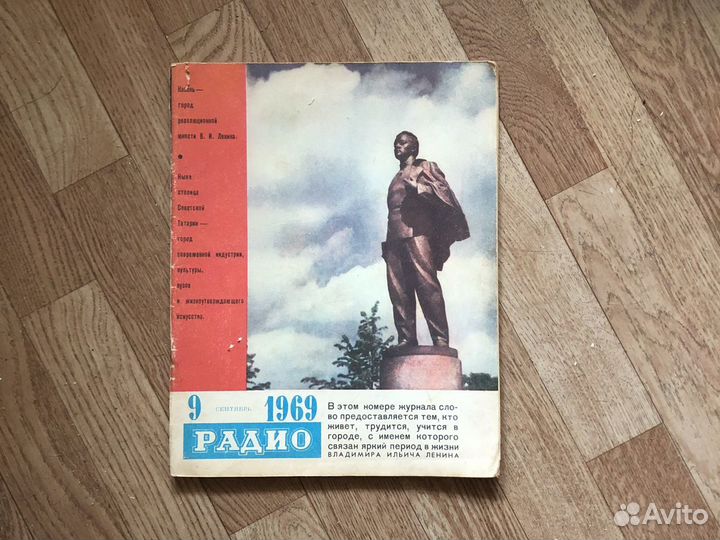 Казань —
город
революционной
юности В. И. Ленина.
Ныне
столица
Советской
Татарии —
город
современной индустрии,
культуры,
вузов
и жизнеутверждающего
искусства.
9 СЕНТЯБРЬ 1969
РАДИО
В этом номере журнала сло-
во предоставляется тем, кто
живет, трудится, учится в
городе, с именем которого
связан яркий период в жизни
ВЛАДИМИРА ИЛЬИЧА ЛЕНИНА
Avito